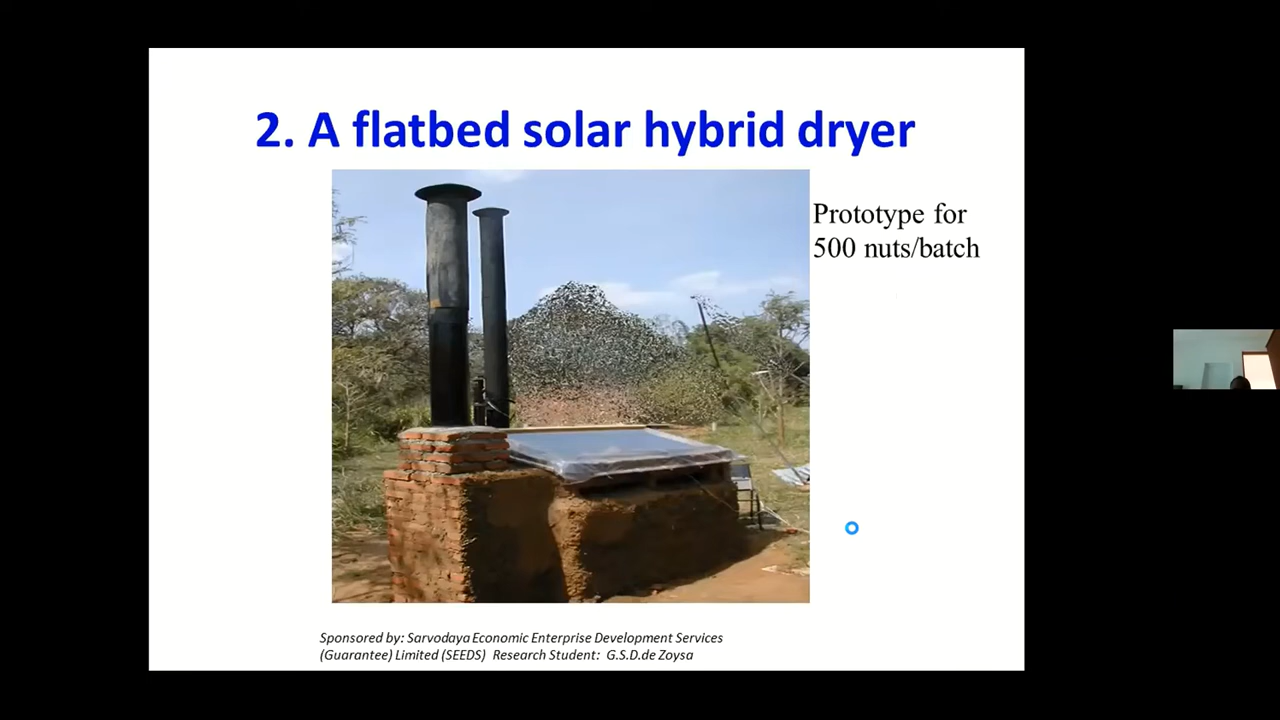 2. A flatbed solar hybrid dryer
Prototype for
500 nuts/batch
Sponsored by: Sarvodaya Economic Enterprise Development Services
(Guarantee) Limited (SEEDS) Research Student: G.S.D.de Zoysa